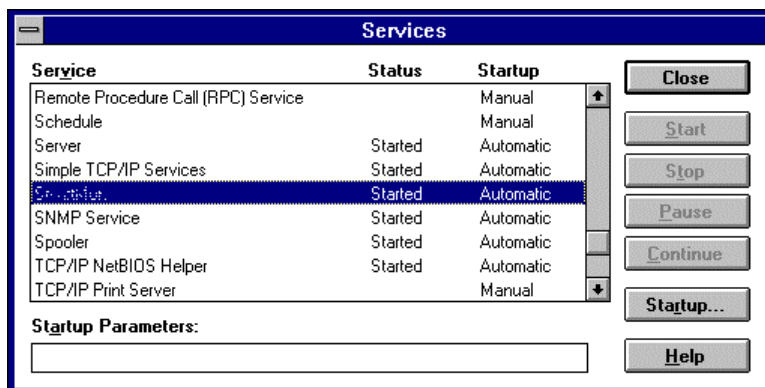 Services
Service Status Startup
Remote Procedure Call (RPC) Service Manual
Schedule Manual
Server Started Automatic
Simple TCP/IP Services Started Automatic
Started Automatic
SNMP Service Started Automatic
Spooler Started Automatic
TCP/IP NetBIOS Helper Started Automatic
TCP/IP Print Server Manual
Startup Parameters:
Close
Start
Stop
Pause
Continue
Startup...
Help